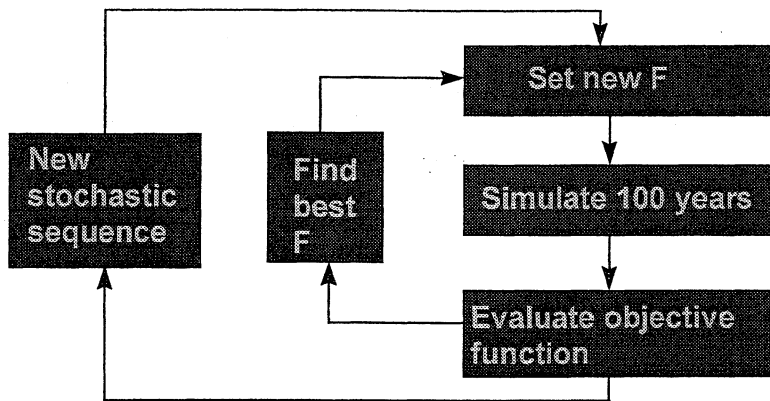 Set new F
New
stochastic
sequence
Find
best
F
Simulate 100 years
Evaluate objective
function